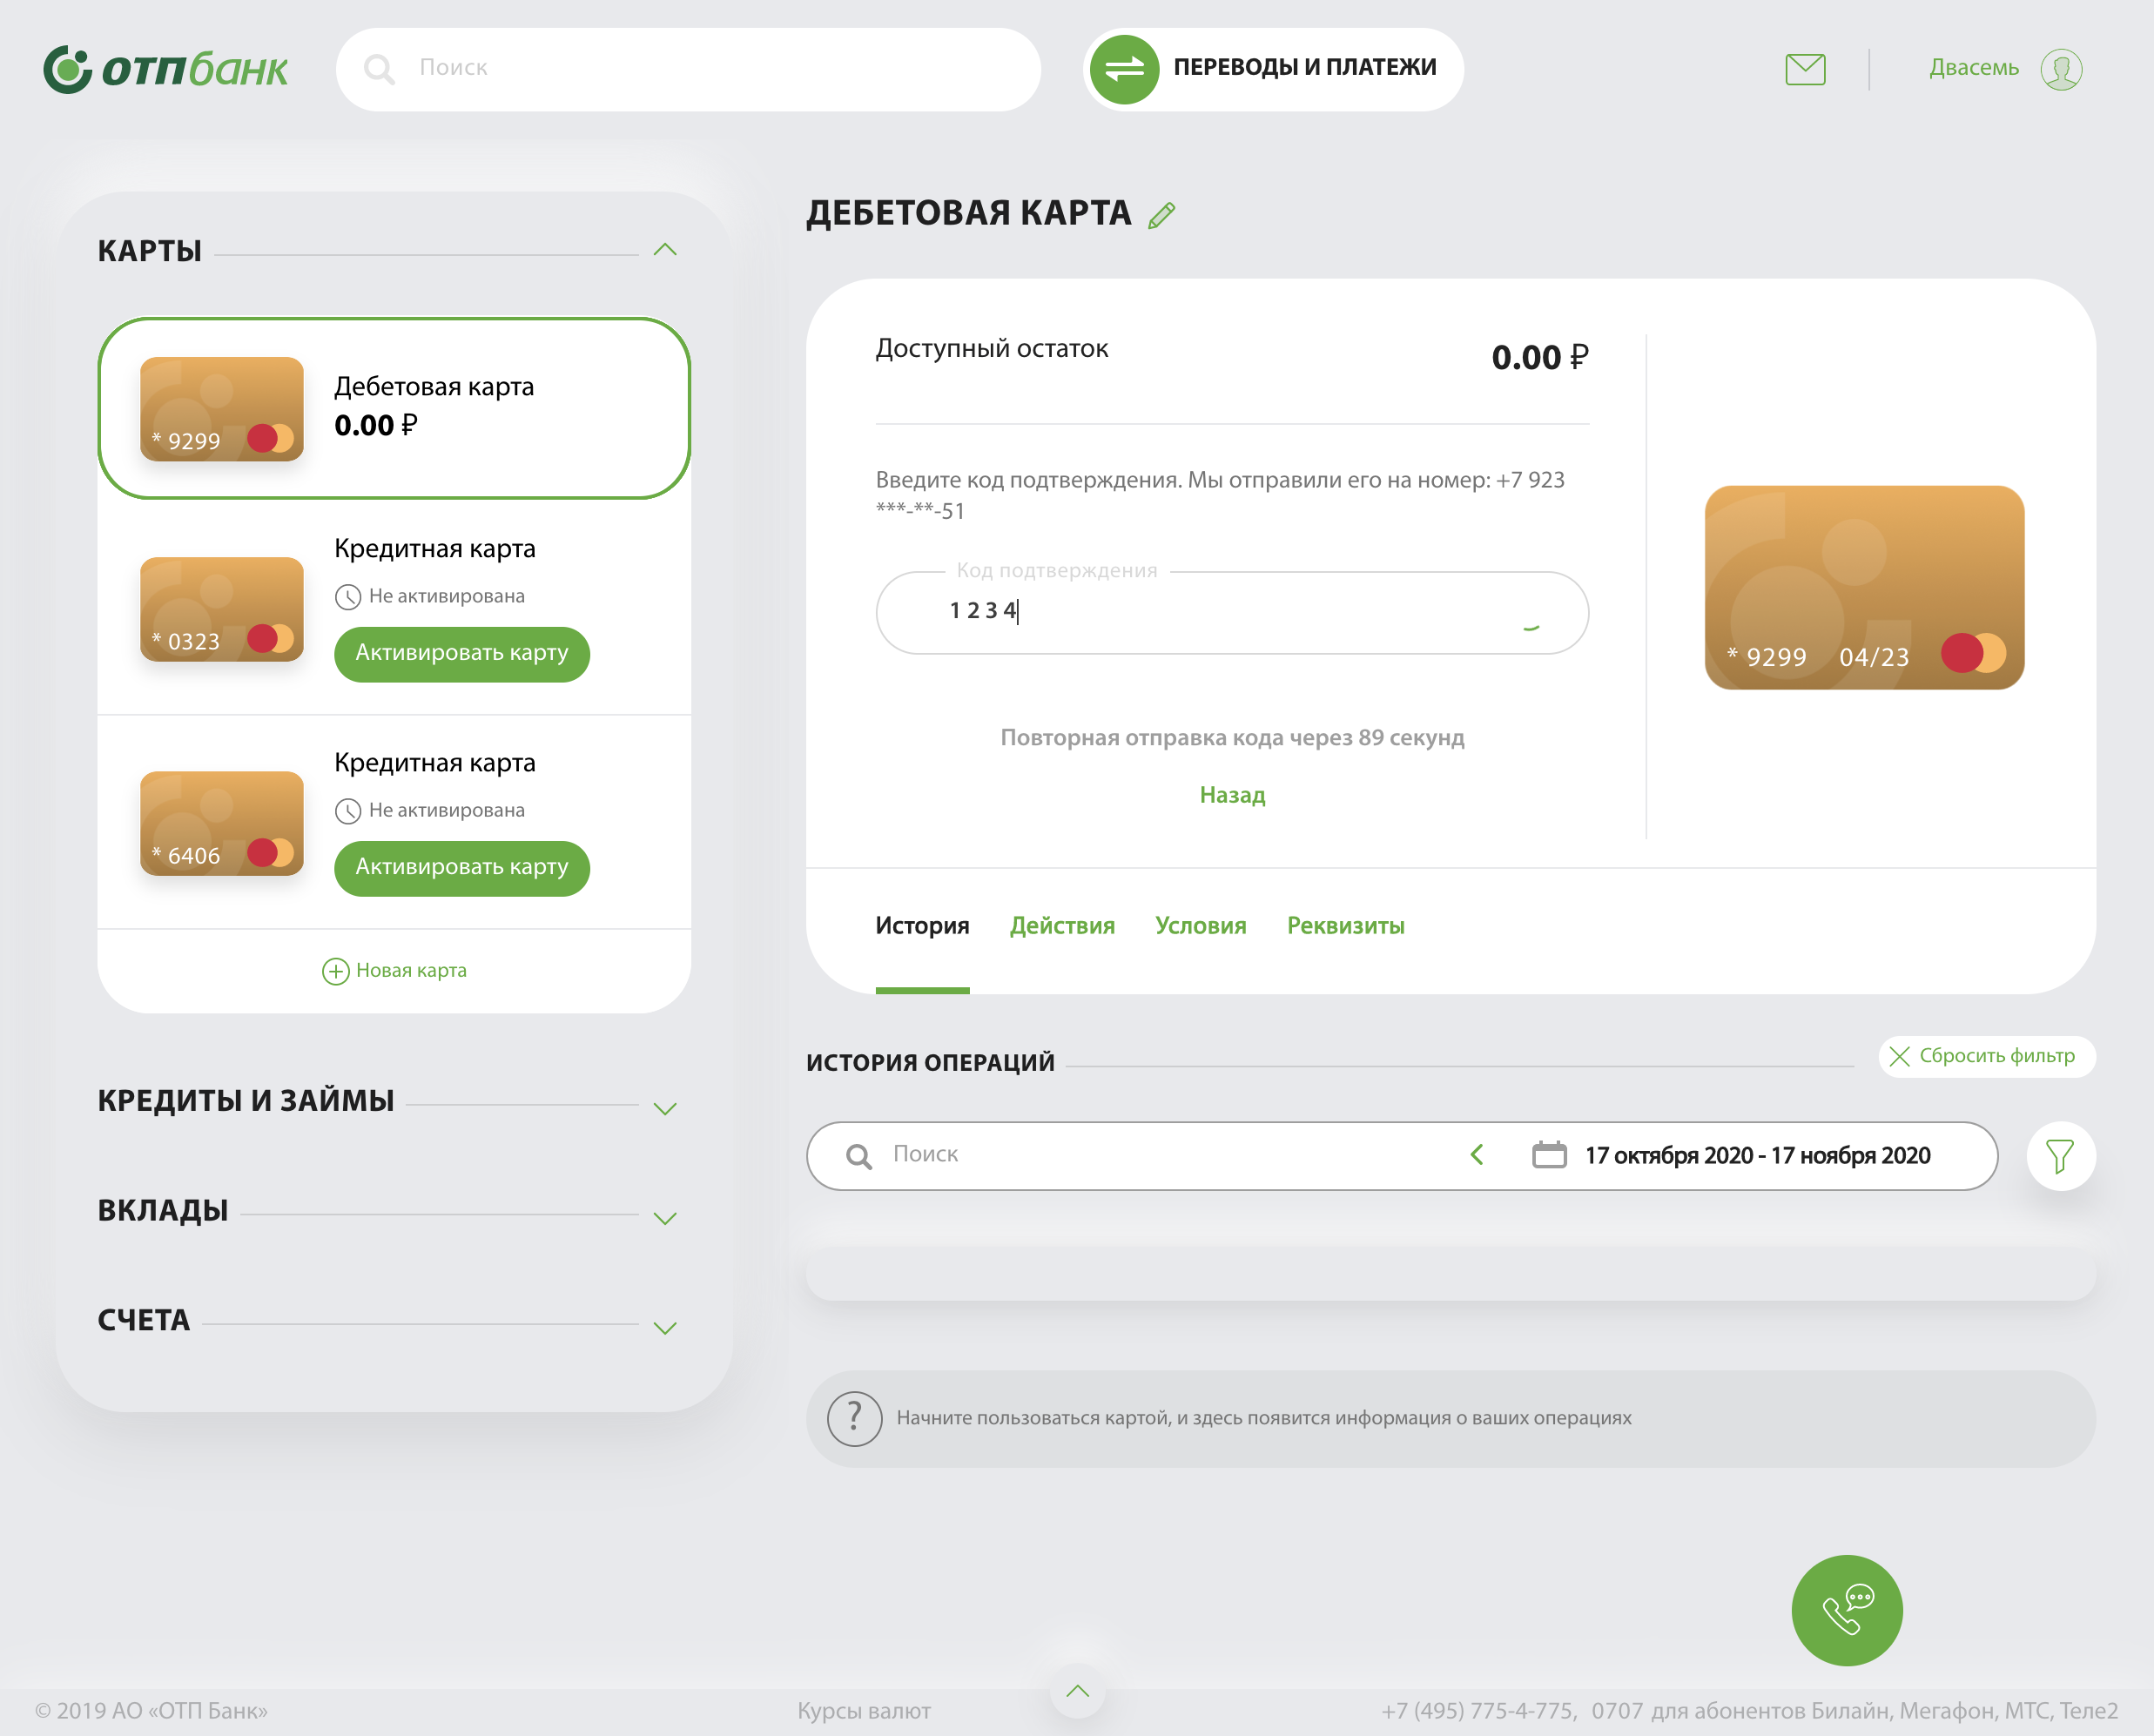 ОТПбанк
Поиск
ПЕРЕВОДЫ И ПЛАТЕЖИ
Двасемь
КАРТЫ
* 9299
Дебетовая карта
0.00 ₽
Кредитная карта
Не активирована
* 0323
Активировать карту
Кредитная карта
Не активирована
* 6406
Активировать карту
Новая карта
КРЕДИТЫ И ЗАЙМЫ
ВКЛАДЫ
СЧЕТА
ДЕБЕТОВАЯ КАРТА
Доступный остаток
0.00 ₽
Введите код подтверждения. Мы отправили его на номер: +7 923
***-**-51
Код подтверждения
1 2 3 4
Повторная отправка кода через 89 секунд
Назад
* 9299 04/23
История Действия Условия Реквизиты
ИСТОРИЯ ОПЕРАЦИЙ
Сбросить фильтр
Поиск
17 октября 2020 - 17 ноября 2020
? Начните пользоваться картой, и здесь появится информация о ваших операциях
© 2019 АО «ОТП Банк»
Курсы валют
+7 (495) 775-4-775, 0707 для абонентов Билайн, Мегафон, МТС, Теле2